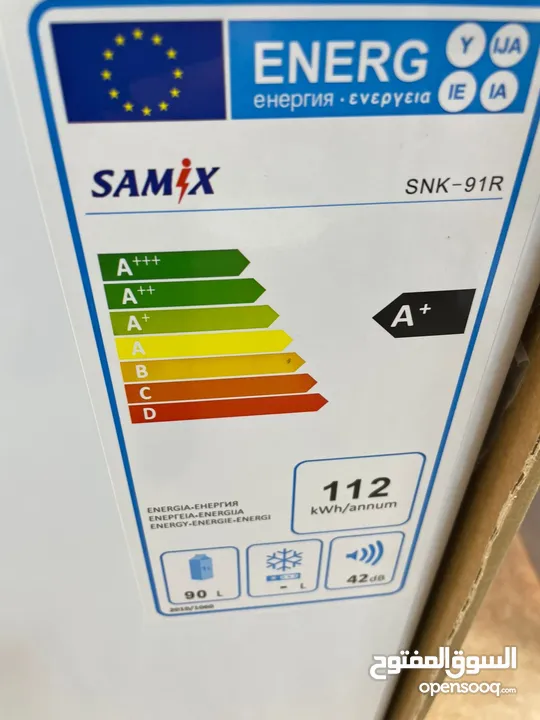 ENERG
Y IJA
IE IA
енергия · ενεργεια
SAMiX
SNK-91R
A+++
A++
A+
A
B
C
D
A+
112
kWh/annum
ENERGIA·ЕНЕРГИЯ
ΕΝΕΡΓΕΙΑ·ENERGIJA
ENERGY·ENERGIE·ENERGI
90 L
- L
42dB
2010/1060
السوق المفتوح
opensooq.com